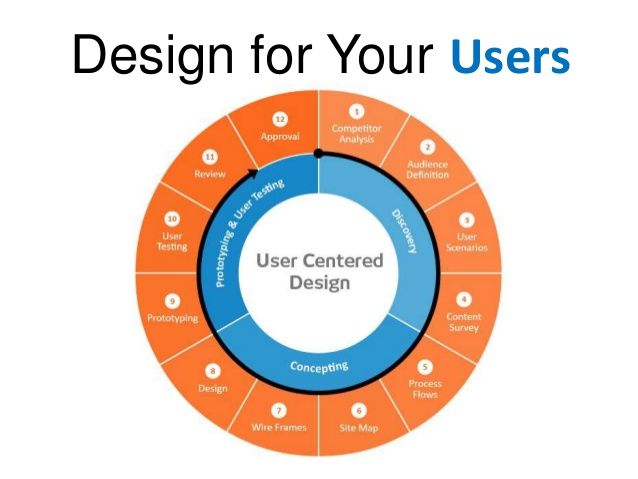 Design for Your Users
1
Competitor
Analysis
2
Audience
Definition
3
User
Scenarios
4
Content
Survey
5
Process
Flows
6
Site Map
7
Wire Frames
8
Design
9
Prototyping
10
User
Testing
11
Review
12
Approval
Discovery
Concepting
Prototyping & User Testing
User Centered
Design